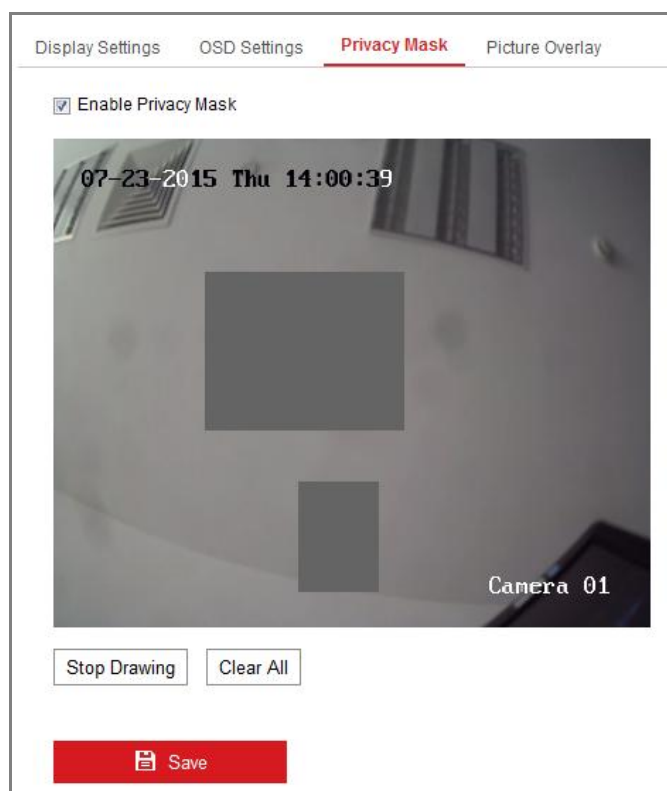 Display Settings OSD Settings Privacy Mask Picture Overlay
Enable Privacy Mask
07-23-2015 Thu 14:00:39
Camera 01
Stop Drawing Clear All
Save